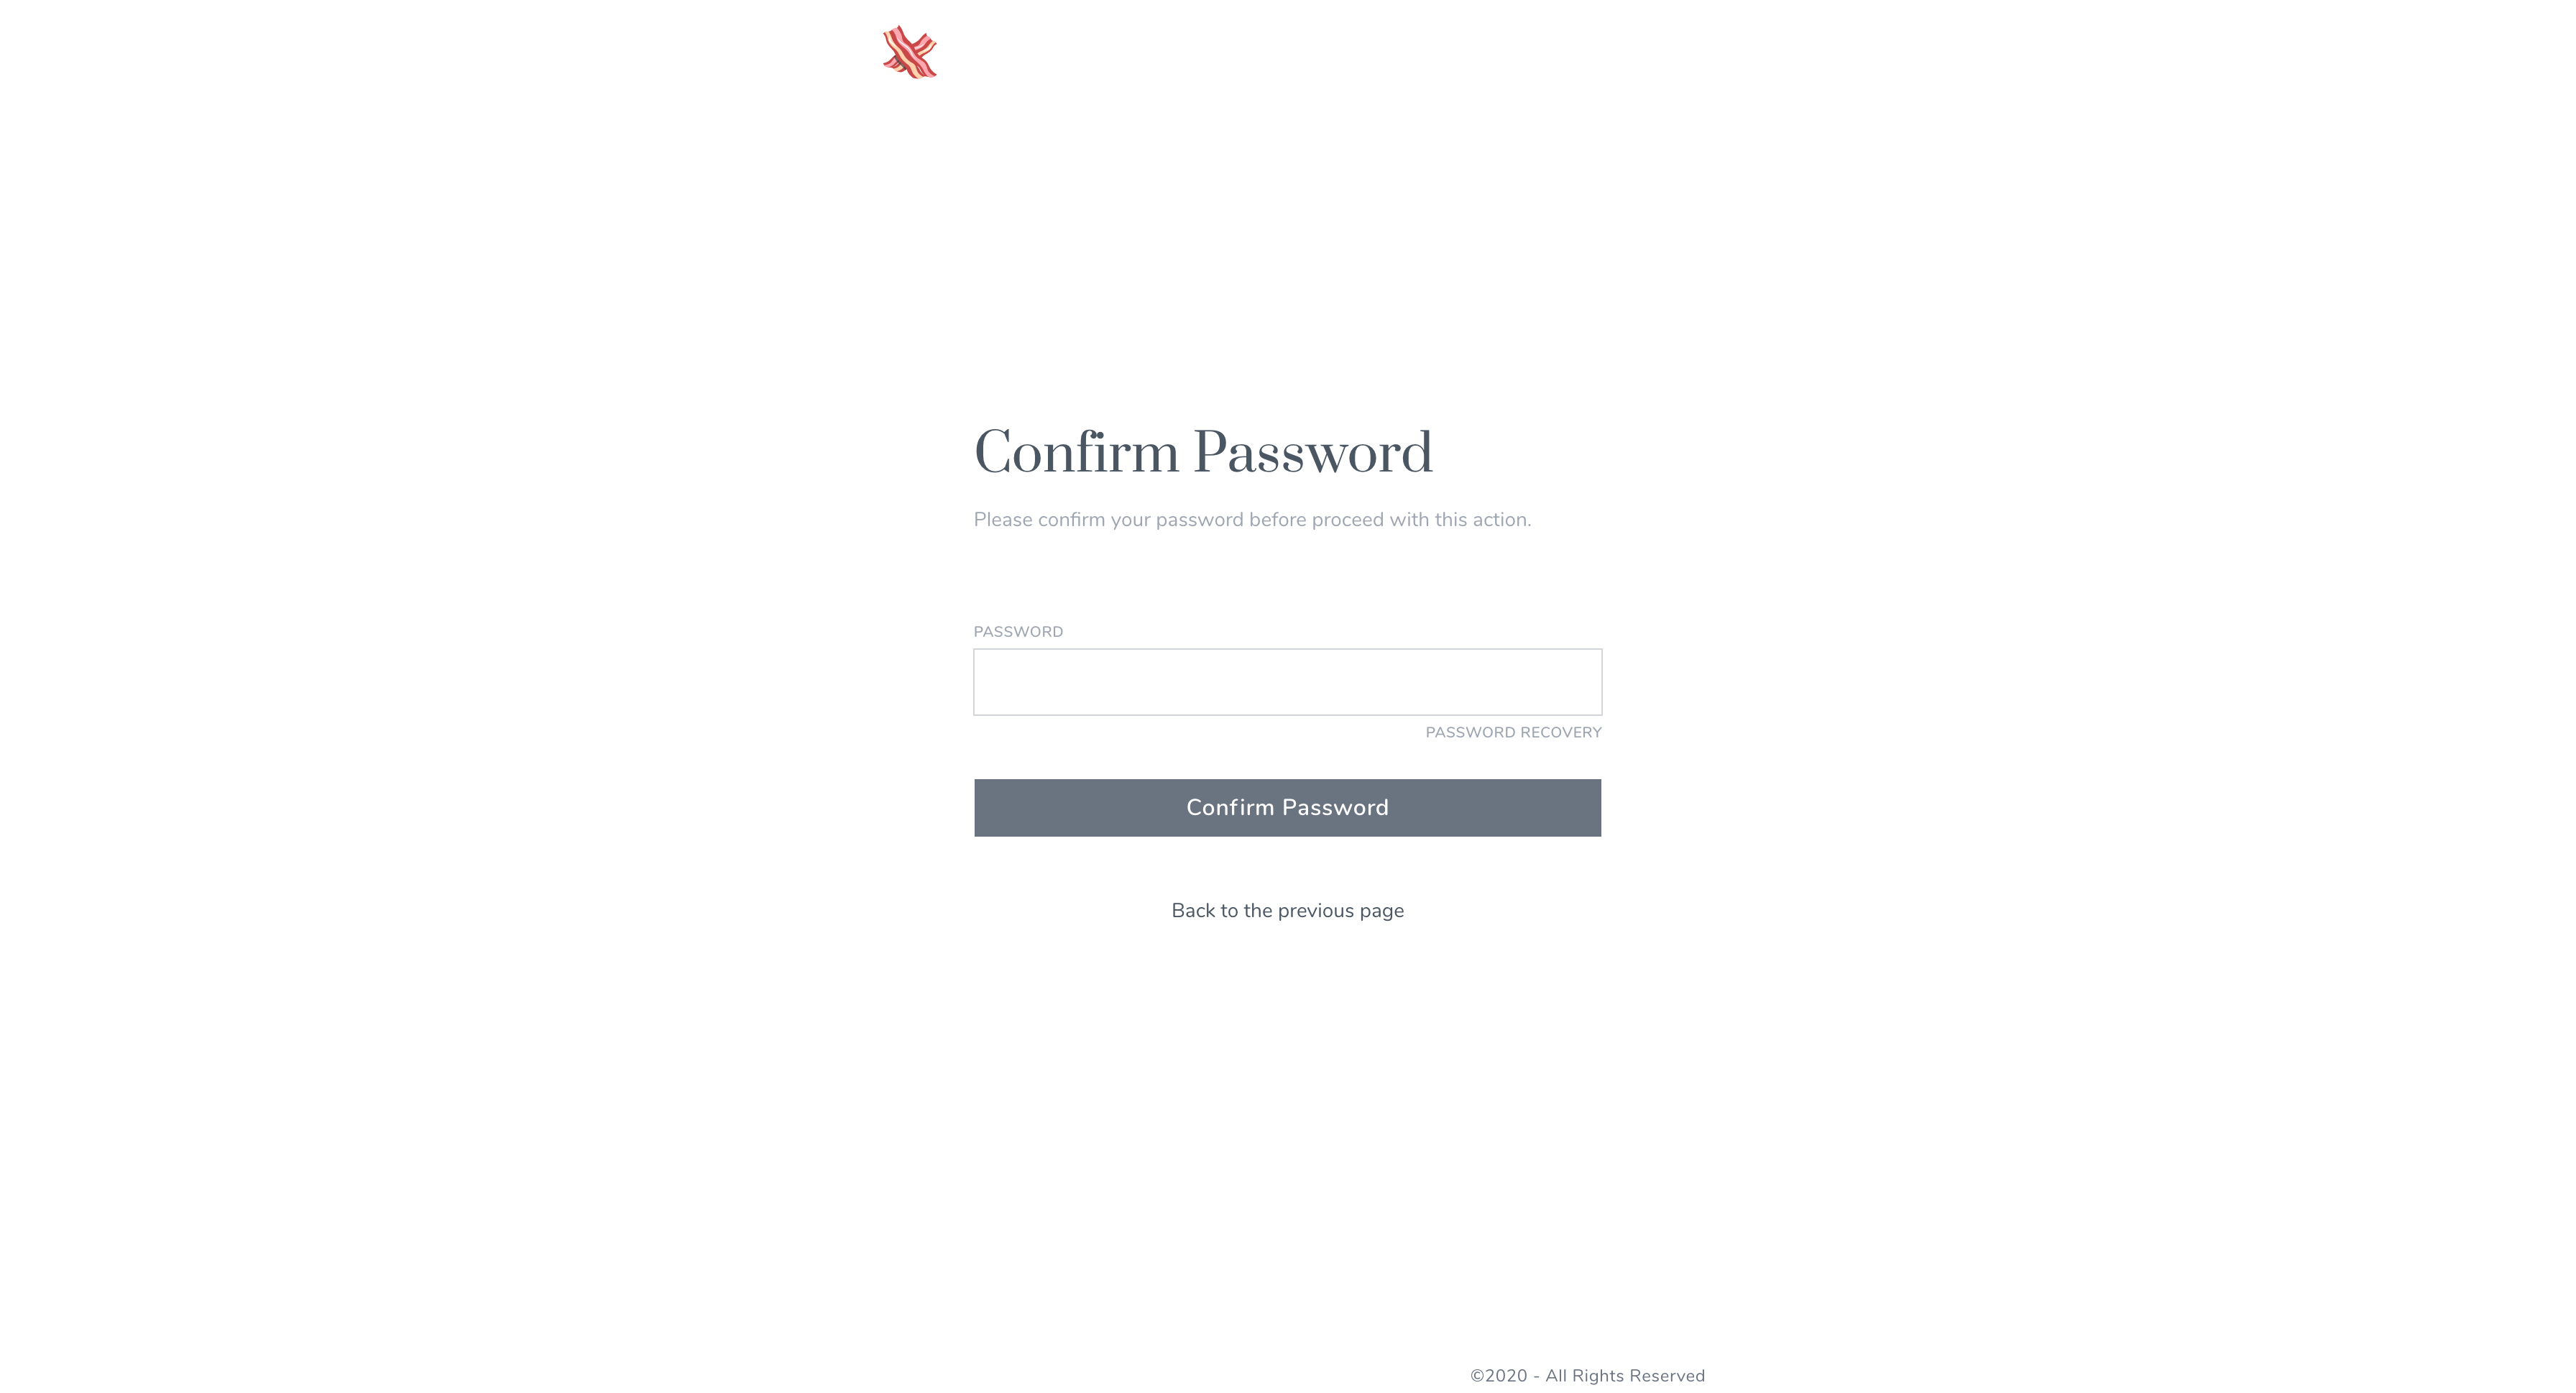 Confirm Password
Please confirm your password before proceed with this action.
PASSWORD
PASSWORD RECOVERY
Confirm Password
Back to the previous page
©2020 - All Rights Reserved